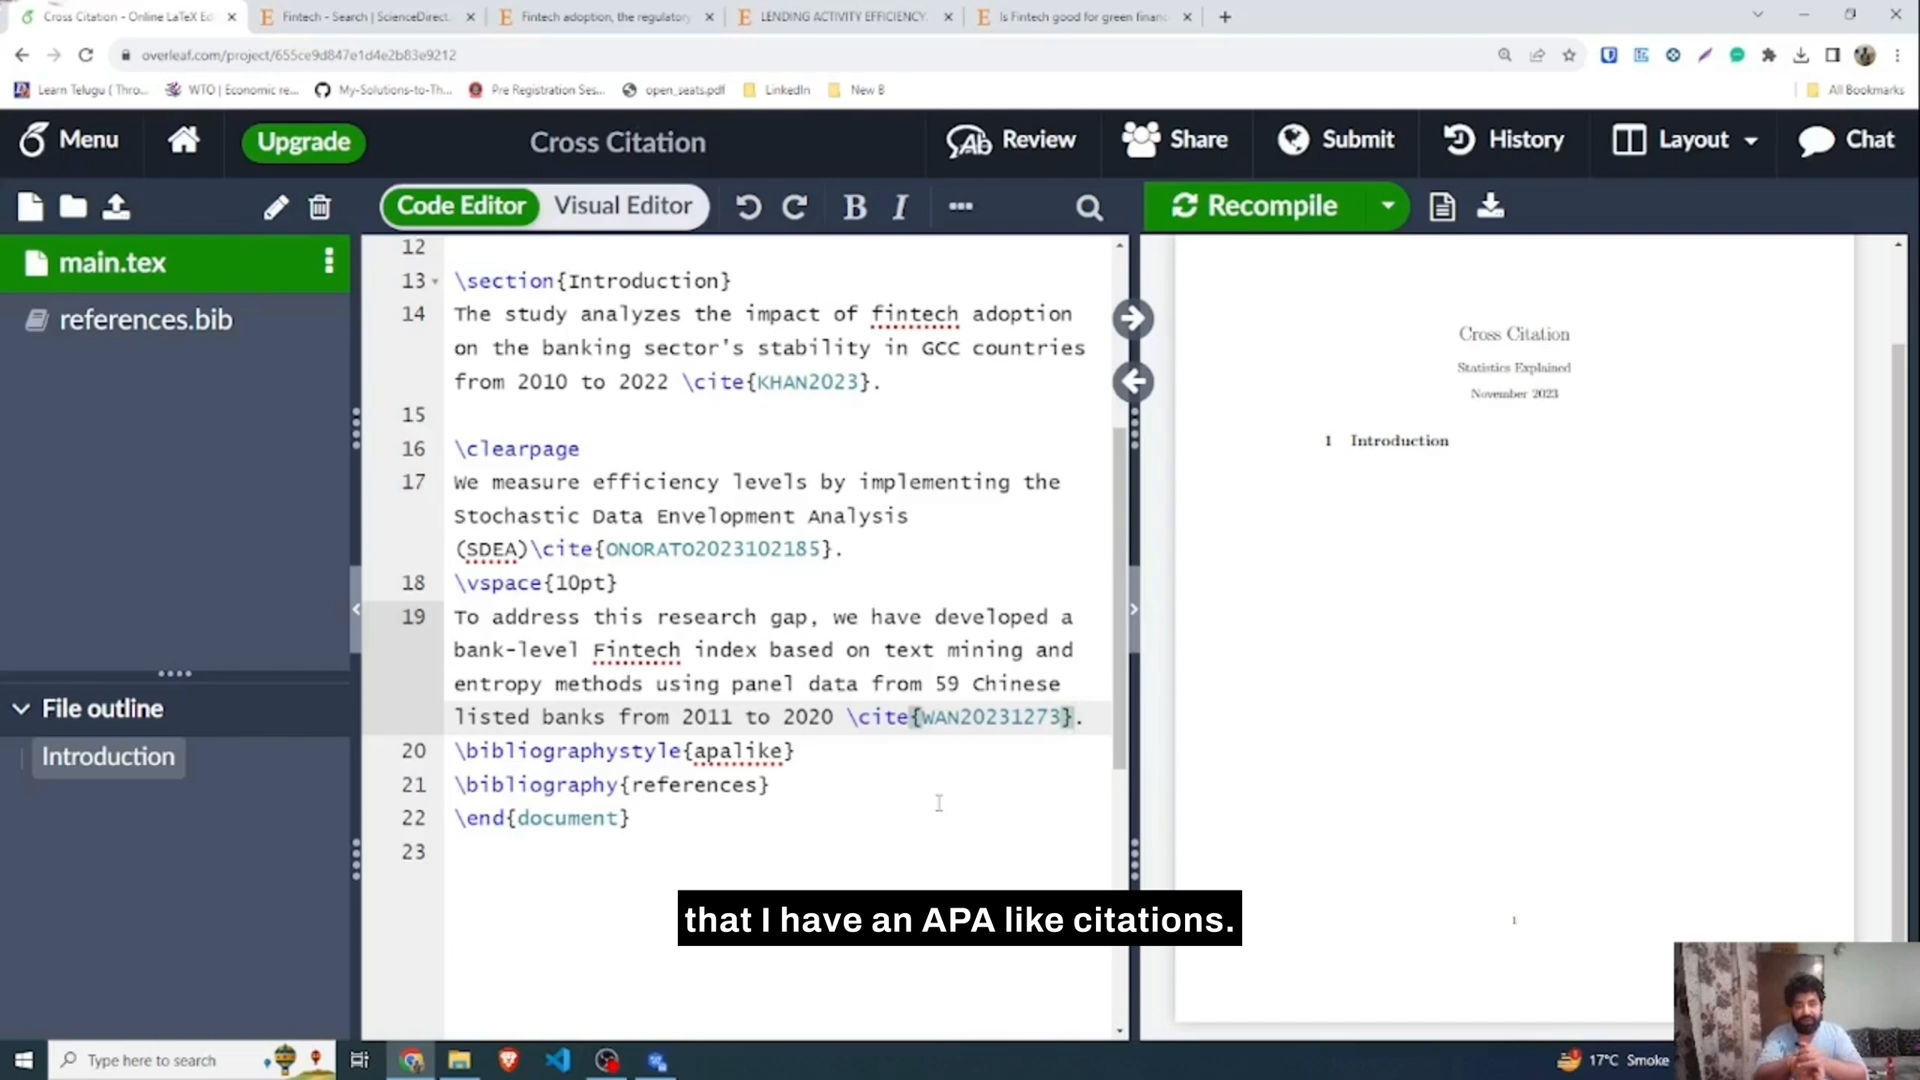 Cross Citation - Online LaTeX Ed
Fintech - Search | ScienceDirect.
Fintech adoption, the regulatory
LENDING ACTIVITY EFFICIENCY.
Is Fintech good for green financ
overleaf.com/project/655ce9d847e1d4e2b83e9212
Learn Telugu ( Thro...
WTO | Economic re...
My-Solutions-to-Th...
Pre Registration Ses...
open_seats.pdf
LinkedIn
New B
All Bookmarks
Menu
Upgrade
Cross Citation
Review
Share
Submit
History
Layout
Chat
Code Editor
Visual Editor
B
I
Recompile
main.tex
references.bib
File outline
Introduction
12
13
\section{Introduction}
14
The study analyzes the impact of fintech adoption
on the banking sector's stability in GCC countries
from 2010 to 2022 \cite{KHAN2023}.
15
16
\clearpage
17
We measure efficiency levels by implementing the
Stochastic Data Envelopment Analysis
(SDEA)\cite{ONORATO2023102185}.
18
\vspace{10pt}
19
To address this research gap, we have developed a
bank-level Fintech index based on text mining and
entropy methods using panel data from 59 Chinese
listed banks from 2011 to 2020 \cite{WAN20231273}.
20
\bibliographystyle{apalike}
21
\bibliography{references}
22
\end{document}
23
Cross Citation
Statistics Explained
November 2023
1 Introduction
1
that I have an APA like citations.
Type here to search
17°C Smoke